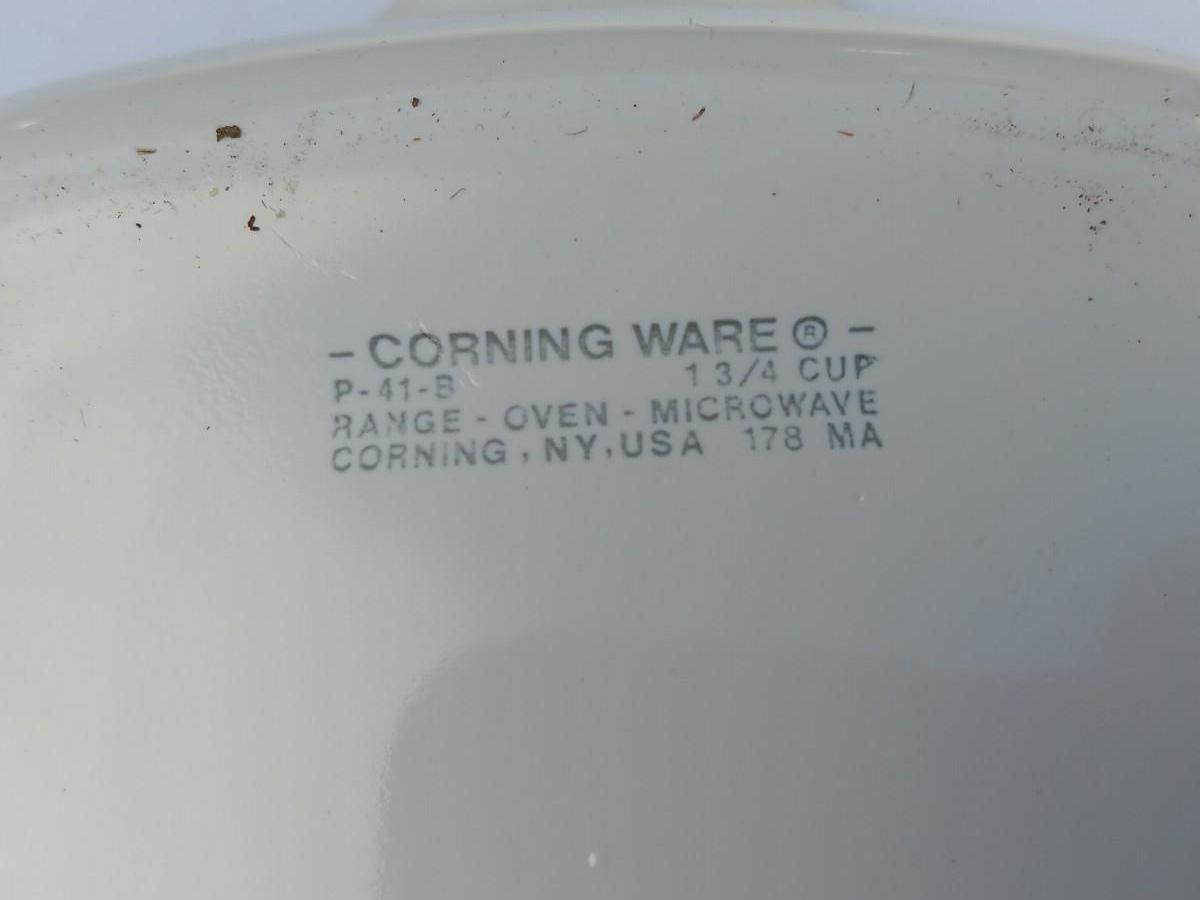 - CORNING WARE ® -
P-41-B 1 3/4 CUP
RANGE - OVEN - MICROWAVE
CORNING, NY, USA 178 MA